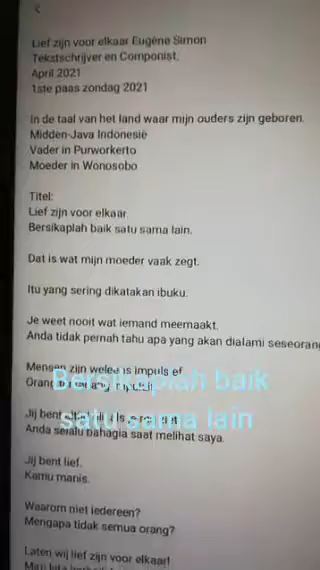 Lief zijn voor elkaar Eugène Simon
Tekstschrijver en Componist,
April 2021
1ste paas zondag 2021
In de taal van het land waar mijn ouders zijn geboren.
Midden-Java Indonesië
Vader in Purworkerto
Moeder in Wonosobo
Titel:
Lief zijn voor elkaar.
Bersikaplah baik satu sama lain.
Dat is wat mijn moeder vaak zegt.
Itu yang sering dikatakan ibuku.
Je weet nooit wat iemand meemaakt.
Anda tidak pernah tahu apa yang akan dialami seseorang
Mensen zijn weleens
Bersikaplah baik
satu sama lain
Jij bent
Anda selalu bahagia saat melihat saya.
Jij bent lief.
Kamu manis.
Waarom niet iedereen?
Mengapa tidak semua orang?
Laten wij lief zijn voor elkaar!